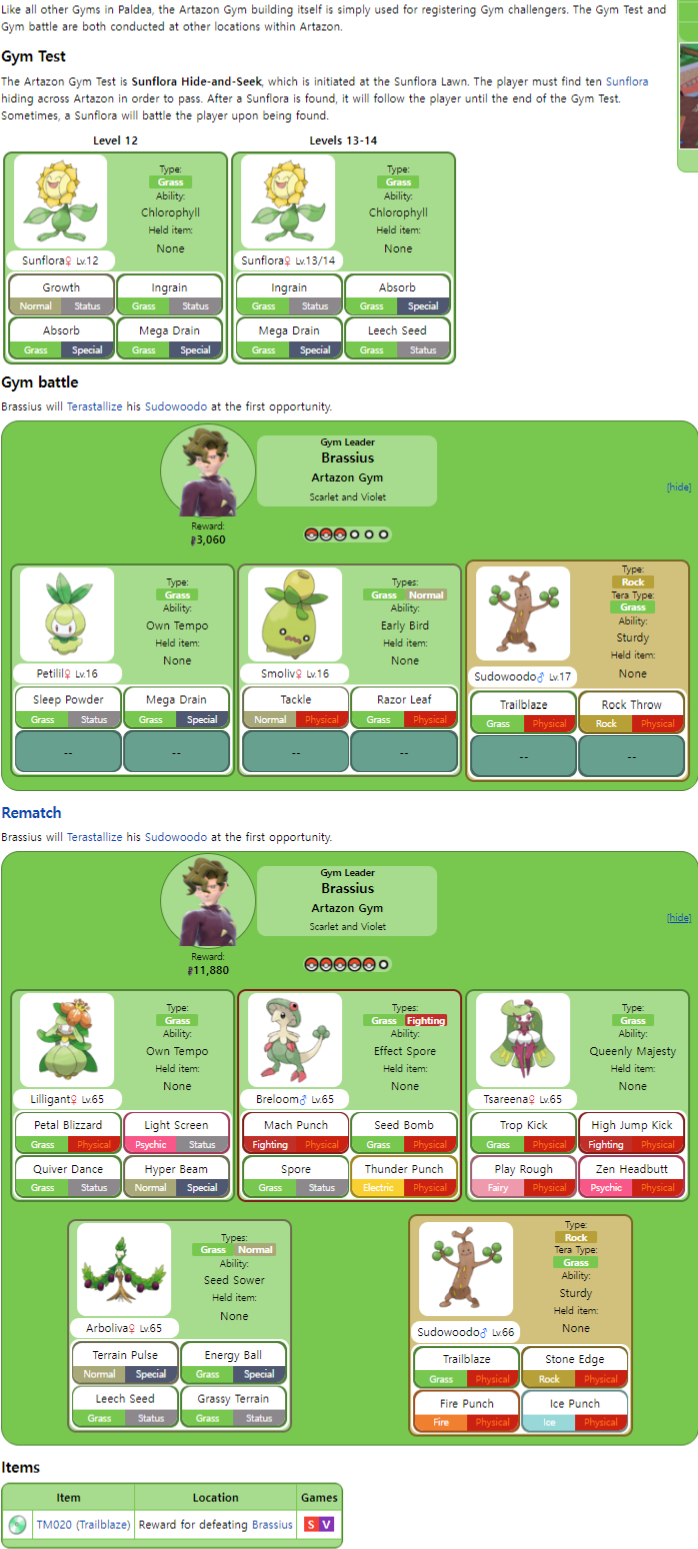 Like all other Gyms in Paldea, the Artazon Gym building itself is simply used for registering Gym challengers. The Gym Test and
Gym battle are both conducted at other locations within Artazon.
Gym Test
The Artazon Gym Test is Sunflora Hide-and-Seek, which is initiated at the Sunflora Lawn. The player must find ten Sunflora
hiding across Artazon in order to pass. After a Sunflora is found, it will follow the player until the end of the Gym Test.
Sometimes, a Sunflora will battle the player upon being found.
Level 12
Type:
Grass
Ability:
Chlorophyll
Held item:
None
Sunflora♀ Lv.12
Growth
Normal Status
Ingrain
Grass Status
Absorb
Grass Special
Mega Drain
Grass Special
Levels 13-14
Type:
Grass
Ability:
Chlorophyll
Held item:
None
Sunflora♀ Lv.13/14
Ingrain
Grass Status
Absorb
Grass Special
Mega Drain
Grass Special
Leech Seed
Grass Status
Gym battle
Brassius will Terastallize his Sudowoodo at the first opportunity.
Gym Leader
Brassius
Artazon Gym
Scarlet and Violet
[hide]
Reward:
₽3,060
Type:
Grass
Ability:
Own Tempo
Held item:
None
Petilil♀ Lv.16
Sleep Powder
Grass Status
Mega Drain
Grass Special
--
--
Types:
Grass Normal
Ability:
Early Bird
Held item:
None
Smoliv♀ Lv.16
Tackle
Normal Physical
Razor Leaf
Grass Physical
--
--
Type:
Rock
Tera Type:
Grass
Ability:
Sturdy
Held item:
None
Sudowoodo♂ Lv.17
Trailblaze
Grass Physical
Rock Throw
Rock Physical
--
--
Rematch
Brassius will Terastallize his Sudowoodo at the first opportunity.
Gym Leader
Brassius
Artazon Gym
Scarlet and Violet
[hide]
Reward:
₽11,880
Type:
Grass
Ability:
Own Tempo
Held item:
None
Lilligant♀ Lv.65
Petal Blizzard
Grass Physical
Light Screen
Psychic Status
Quiver Dance
Grass Status
Hyper Beam
Normal Special
Types:
Grass Fighting
Ability:
Effect Spore
Held item:
None
Breloom♂ Lv.65
Mach Punch
Fighting Physical
Seed Bomb
Grass Physical
Spore
Grass Status
Thunder Punch
Electric Physical
Type:
Grass
Ability:
Queenly Majesty
Held item:
None
Tsareena♀ Lv.65
Trop Kick
Grass Physical
High Jump Kick
Fighting Physical
Play Rough
Fairy Physical
Zen Headbutt
Psychic Physical
Types:
Grass Normal
Ability:
Seed Sower
Held item:
None
Arboliva♀ Lv.65
Terrain Pulse
Normal Special
Energy Ball
Grass Special
Leech Seed
Grass Status
Grassy Terrain
Grass Status
Type:
Rock
Tera Type:
Grass
Ability:
Sturdy
Held item:
None
Sudowoodo♂ Lv.66
Trailblaze
Grass Physical
Stone Edge
Rock Physical
Fire Punch
Fire Physical
Ice Punch
Ice Physical
Items
Item Location Games
TM020 (Trailblaze) Reward for defeating Brassius S V